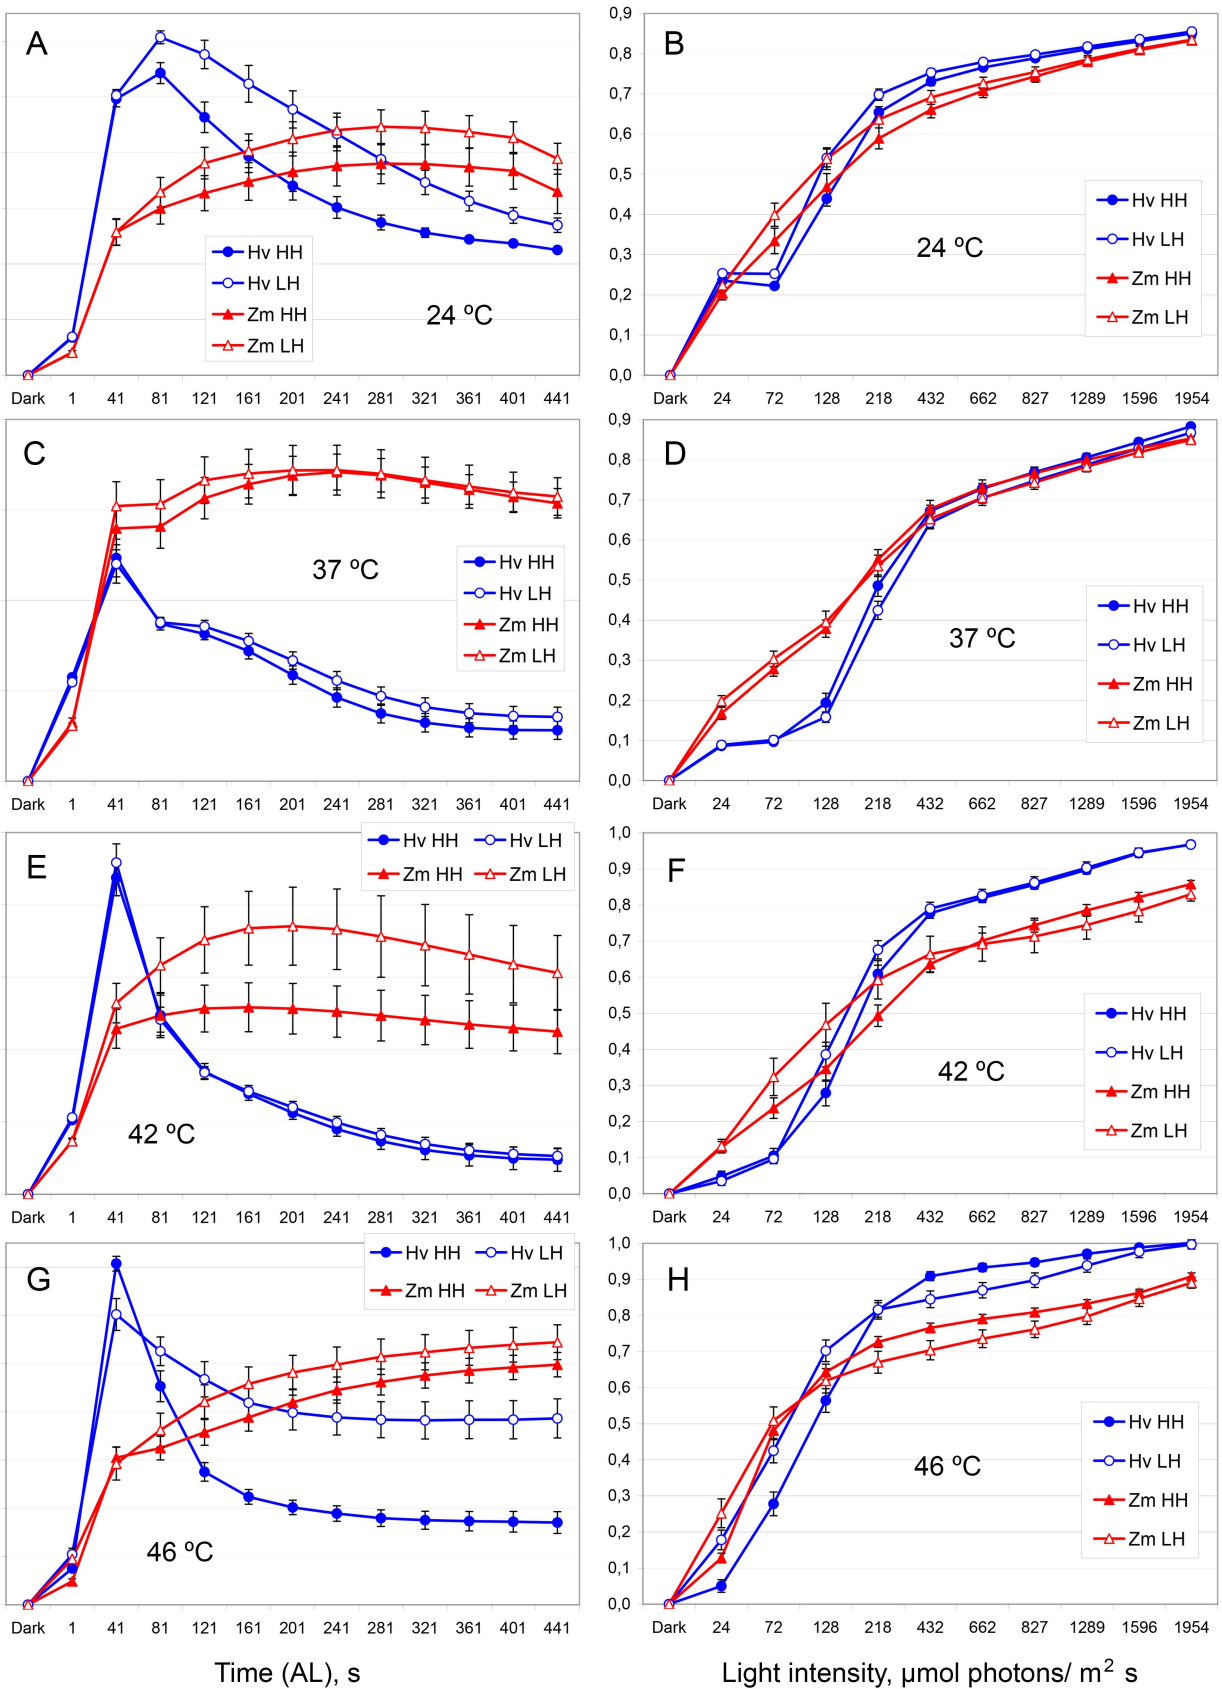 A
Hv HH
Hv LH
Zm HH
Zm LH
24 ºC
Dark 1 41 81 121 161 201 241 281 321 361 401 441
B
0,9
0,8
0,7
0,6
0,5
0,4
0,3
0,2
0,1
0,0
24 ºC
Hv HH
Hv LH
Zm HH
Zm LH
Dark 24 72 128 218 432 662 827 1289 1596 1954
C
37 ºC
Hv HH
Hv LH
Zm HH
Zm LH
Dark 1 41 81 121 161 201 241 281 321 361 401 441
D
0,9
0,8
0,7
0,6
0,5
0,4
0,3
0,2
0,1
0,0
37 ºC
Hv HH
Hv LH
Zm HH
Zm LH
Dark 24 72 128 218 432 662 827 1289 1596 1954
E
Hv HH Hv LH
Zm HH Zm LH
42 ºC
Dark 1 41 81 121 161 201 241 281 321 361 401 441
F
1,0
0,9
0,8
0,7
0,6
0,5
0,4
0,3
0,2
0,1
0,0
42 ºC
Hv HH
Hv LH
Zm HH
Zm LH
Dark 24 72 128 218 432 662 827 1289 1596 1954
G
Hv HH Hv LH
Zm HH Zm LH
46 ºC
Dark 1 41 81 121 161 201 241 281 321 361 401 441
Time (AL), s
H
1,0
0,9
0,8
0,7
0,6
0,5
0,4
0,3
0,2
0,1
0,0
46 ºC
Hv HH
Hv LH
Zm HH
Zm LH
Dark 24 72 128 218 432 662 827 1289 1596 1954
Light intensity, µmol photons/ m² s